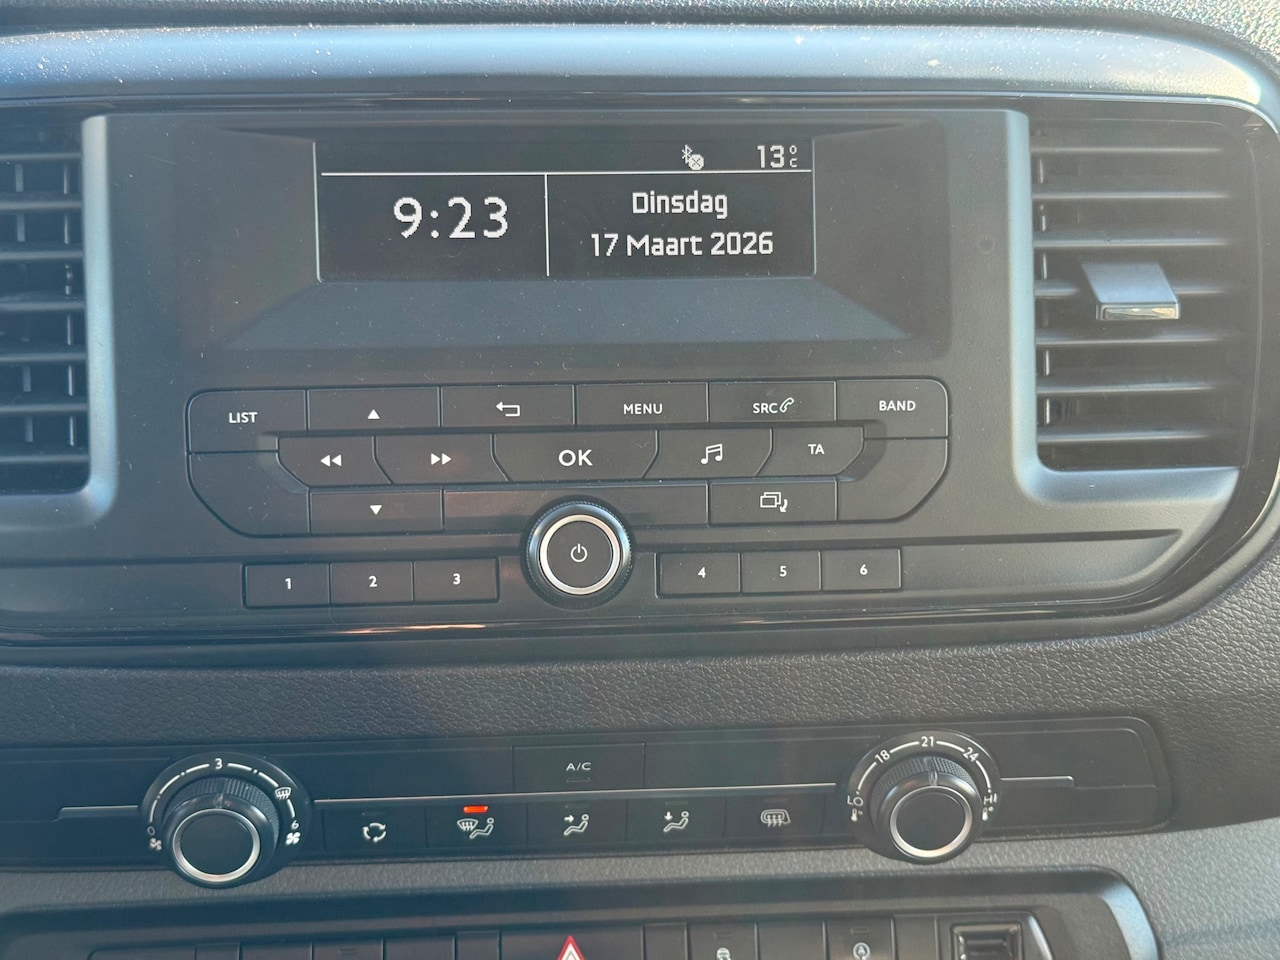 13°C
9:23
Dinsdag
17 Maart 2026
LIST
MENU
SRC
BAND
OK
TA
1
2
3
4
5
6
A/C
0
3
6
LO
18
21
24
HI